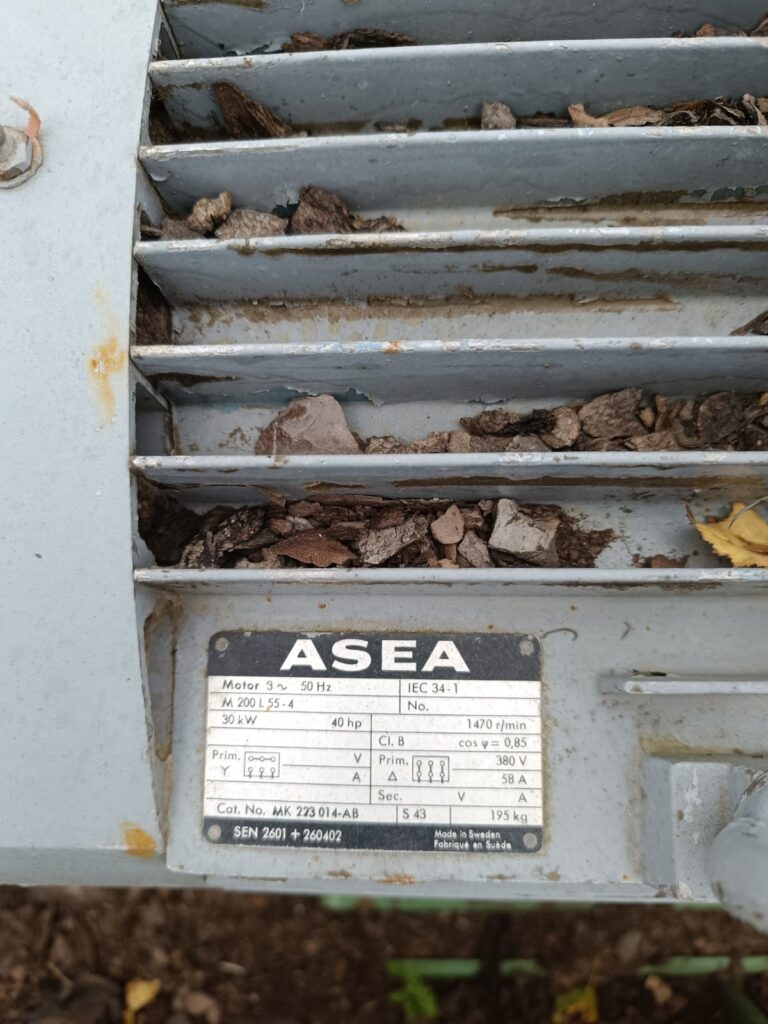 ASEA
Motor 3~ 50 Hz IEC 34-1
M 200 L 55-4 No.
30 kW 40 hp 1470 r/min
Cl. B cos φ = 0,85
Prim. V Prim. 380 V
Y A Δ 58 A
Sec. V A
Cat. No. MK 223 014-AB S 43 195 kg
SEN 2601 + 260402 Made in Sweden
Fabriqué en Suède